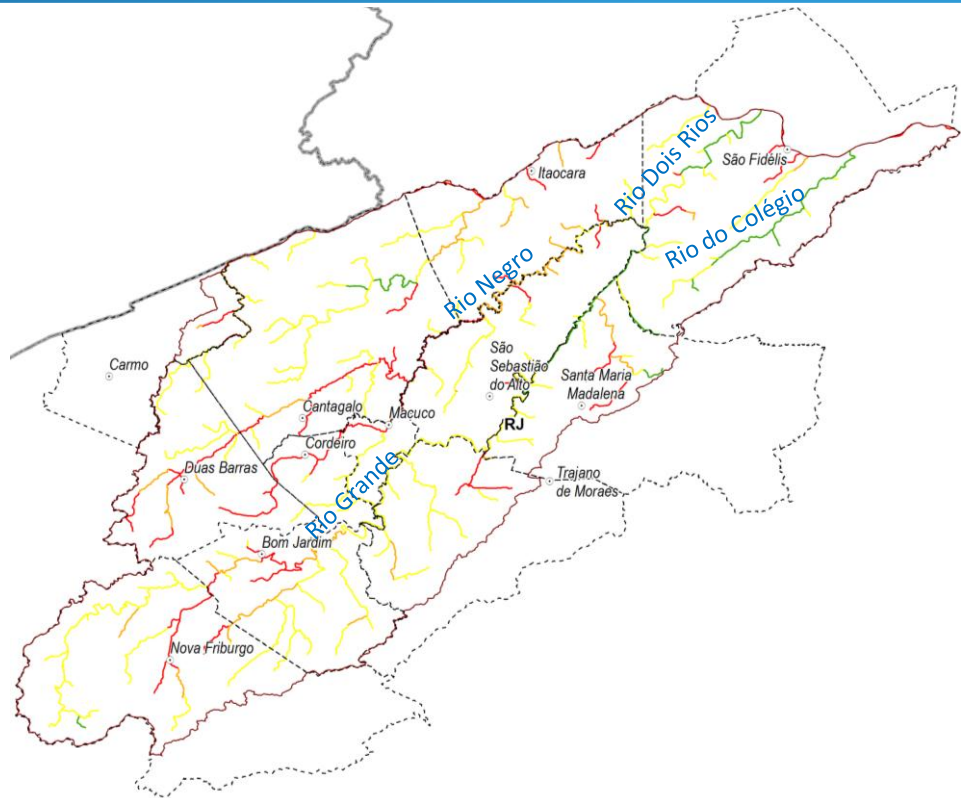 Rio Dois Rios
São Fidélis
Itaocara
Rio do Colégio
Rio Negro
São
Sebastião
do Alto
Carmo
Santa Maria
Madalena
Cantagalo
Macuco
RJ
Cordeiro
Duas Barras
Rio Grande
Trajano
de Moraes
Bom Jardim
Nova Friburgo